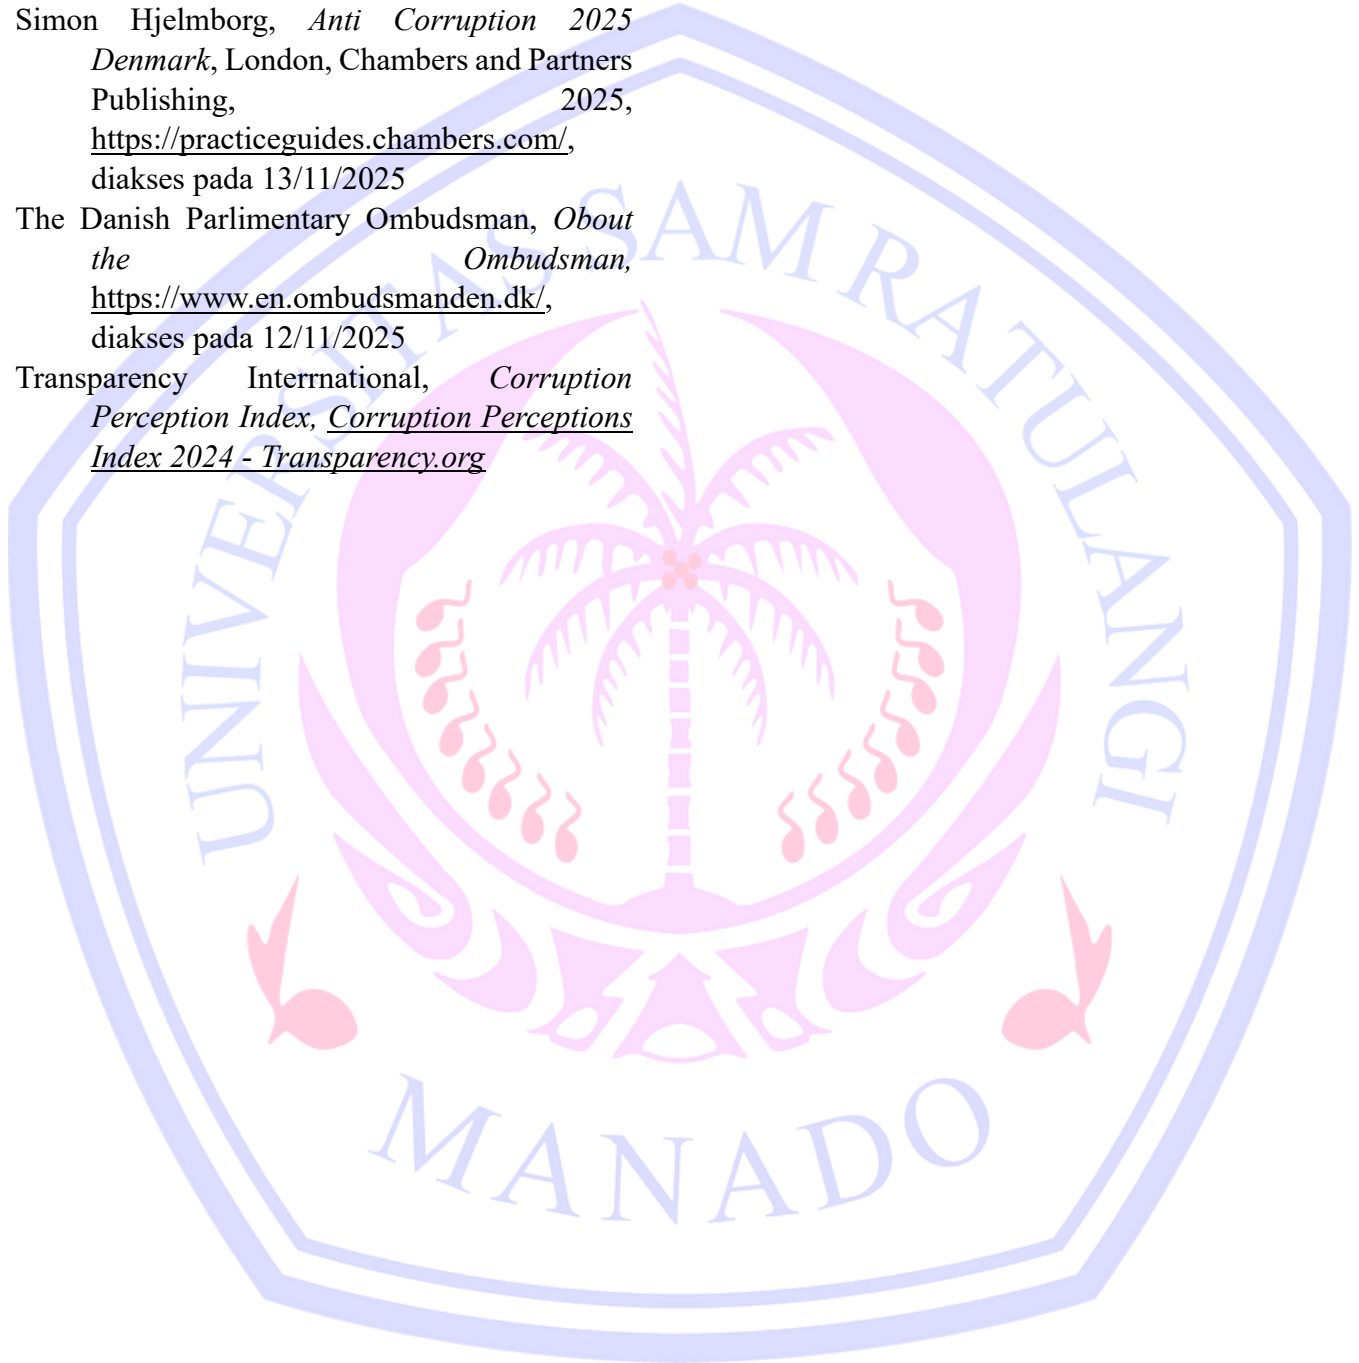 Simon Hjelmborg, Anti Corruption 2025
Denmark, London, Chambers and Partners
Publishing, 2025,
https://practiceguides.chambers.com/,
diakses pada 13/11/2025
The Danish Parlimentary Ombudsman, Obout
the Ombudsman,
https://www.en.ombudsmanden.dk/,
diakses pada 12/11/2025
Transparency Interrnational, Corruption
Perception Index, Corruption Perceptions
Index 2024 - Transparency.org
UNIVERSITAS SAM RATULANGI
MANADO